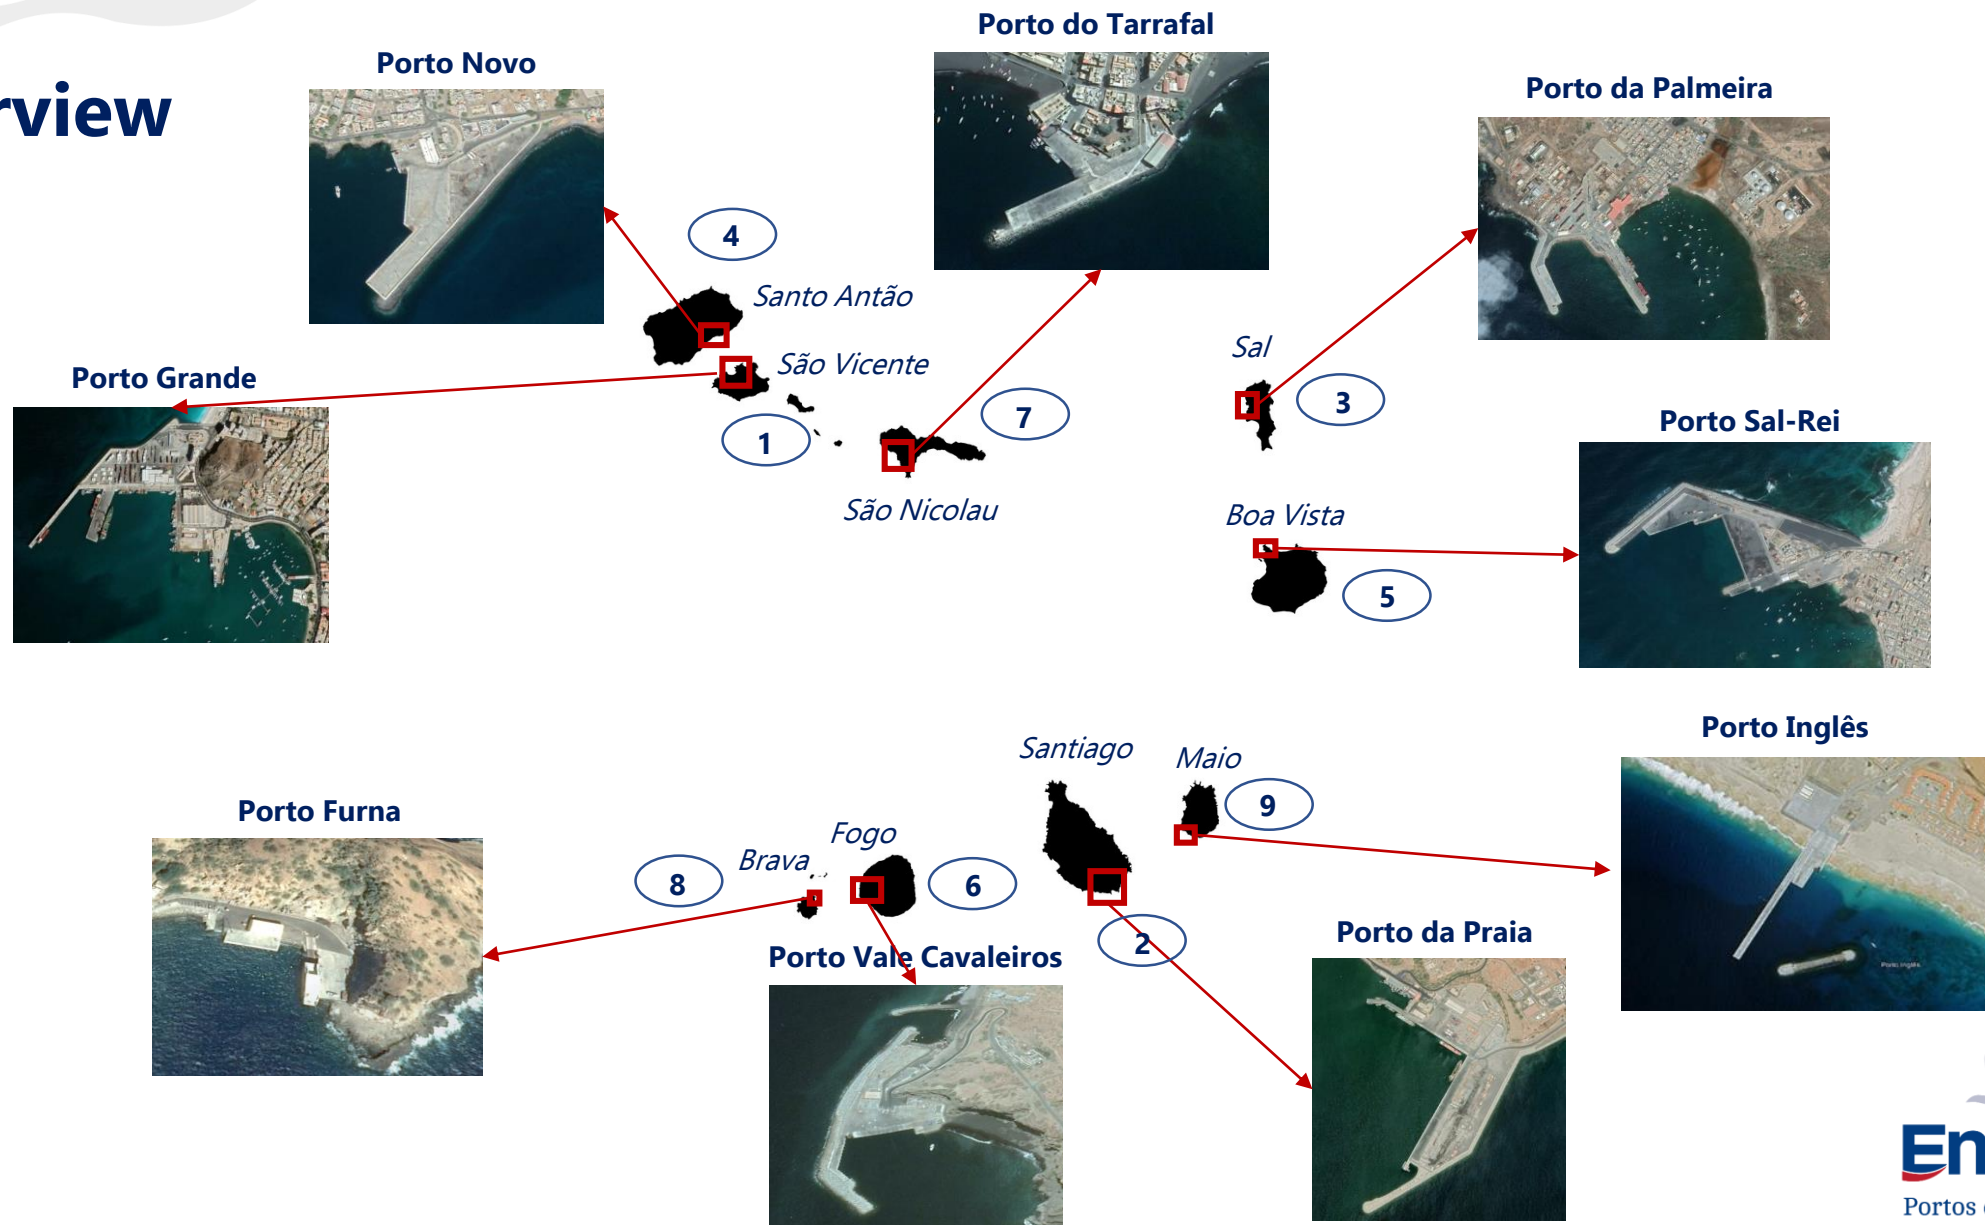 Porto do Tarrafal
Porto Novo
Porto da Palmeira
rview
4
Santo Antão
São Vicente
Sal
Porto Grande
7
3
Porto Sal-Rei
1
São Nicolau
Boa Vista
5
Porto Inglês
Santiago
Maio
9
Porto Furna
Fogo
Brava
8
6
2
Porto da Praia
Porto Vale Cavaleiros
Porto Inglês
En
Portos